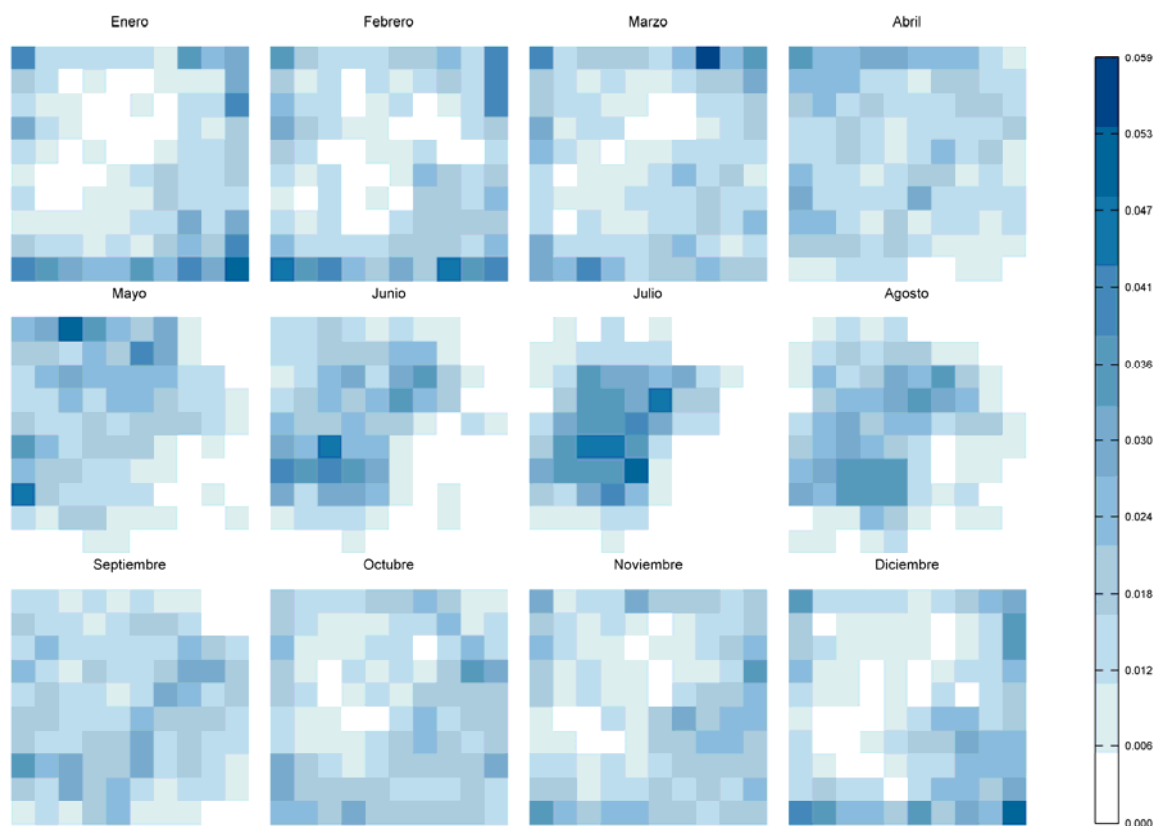 Enero
Febrero
Marzo
Abril
Mayo
Junio
Julio
Agosto
Septiembre
Octubre
Noviembre
Diciembre
0.059
0.053
0.047
0.041
0.036
0.030
0.024
0.018
0.012
0.006
0.000